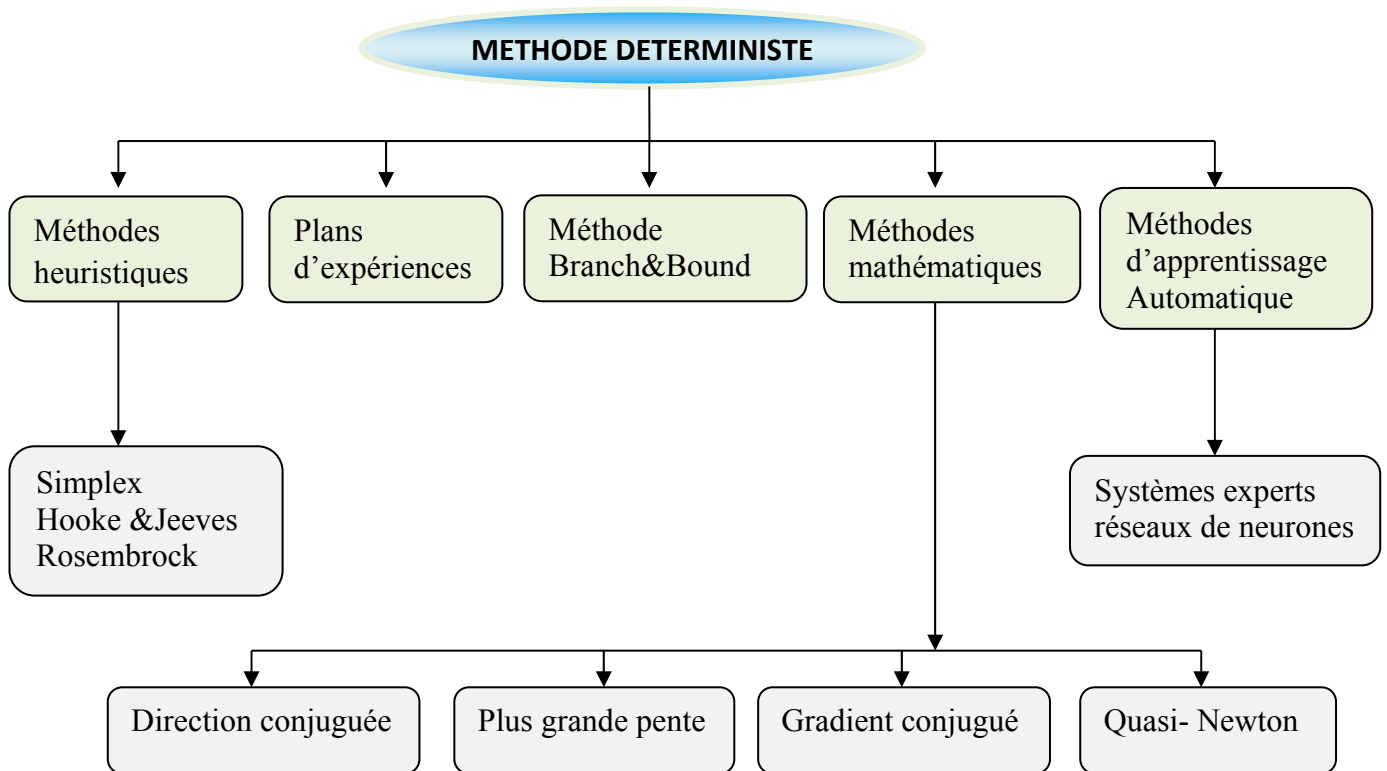 METHODE DETERMINISTE
Méthodes
heuristiques
Plans
d’expériences
Méthode
Branch&Bound
Méthodes
mathématiques
Méthodes
d’apprentissage
Automatique
Simplex
Hooke &Jeeves
Rosembrock
Systèmes experts
réseaux de neurones
Direction conjuguée
Plus grande pente
Gradient conjugué
Quasi- Newton